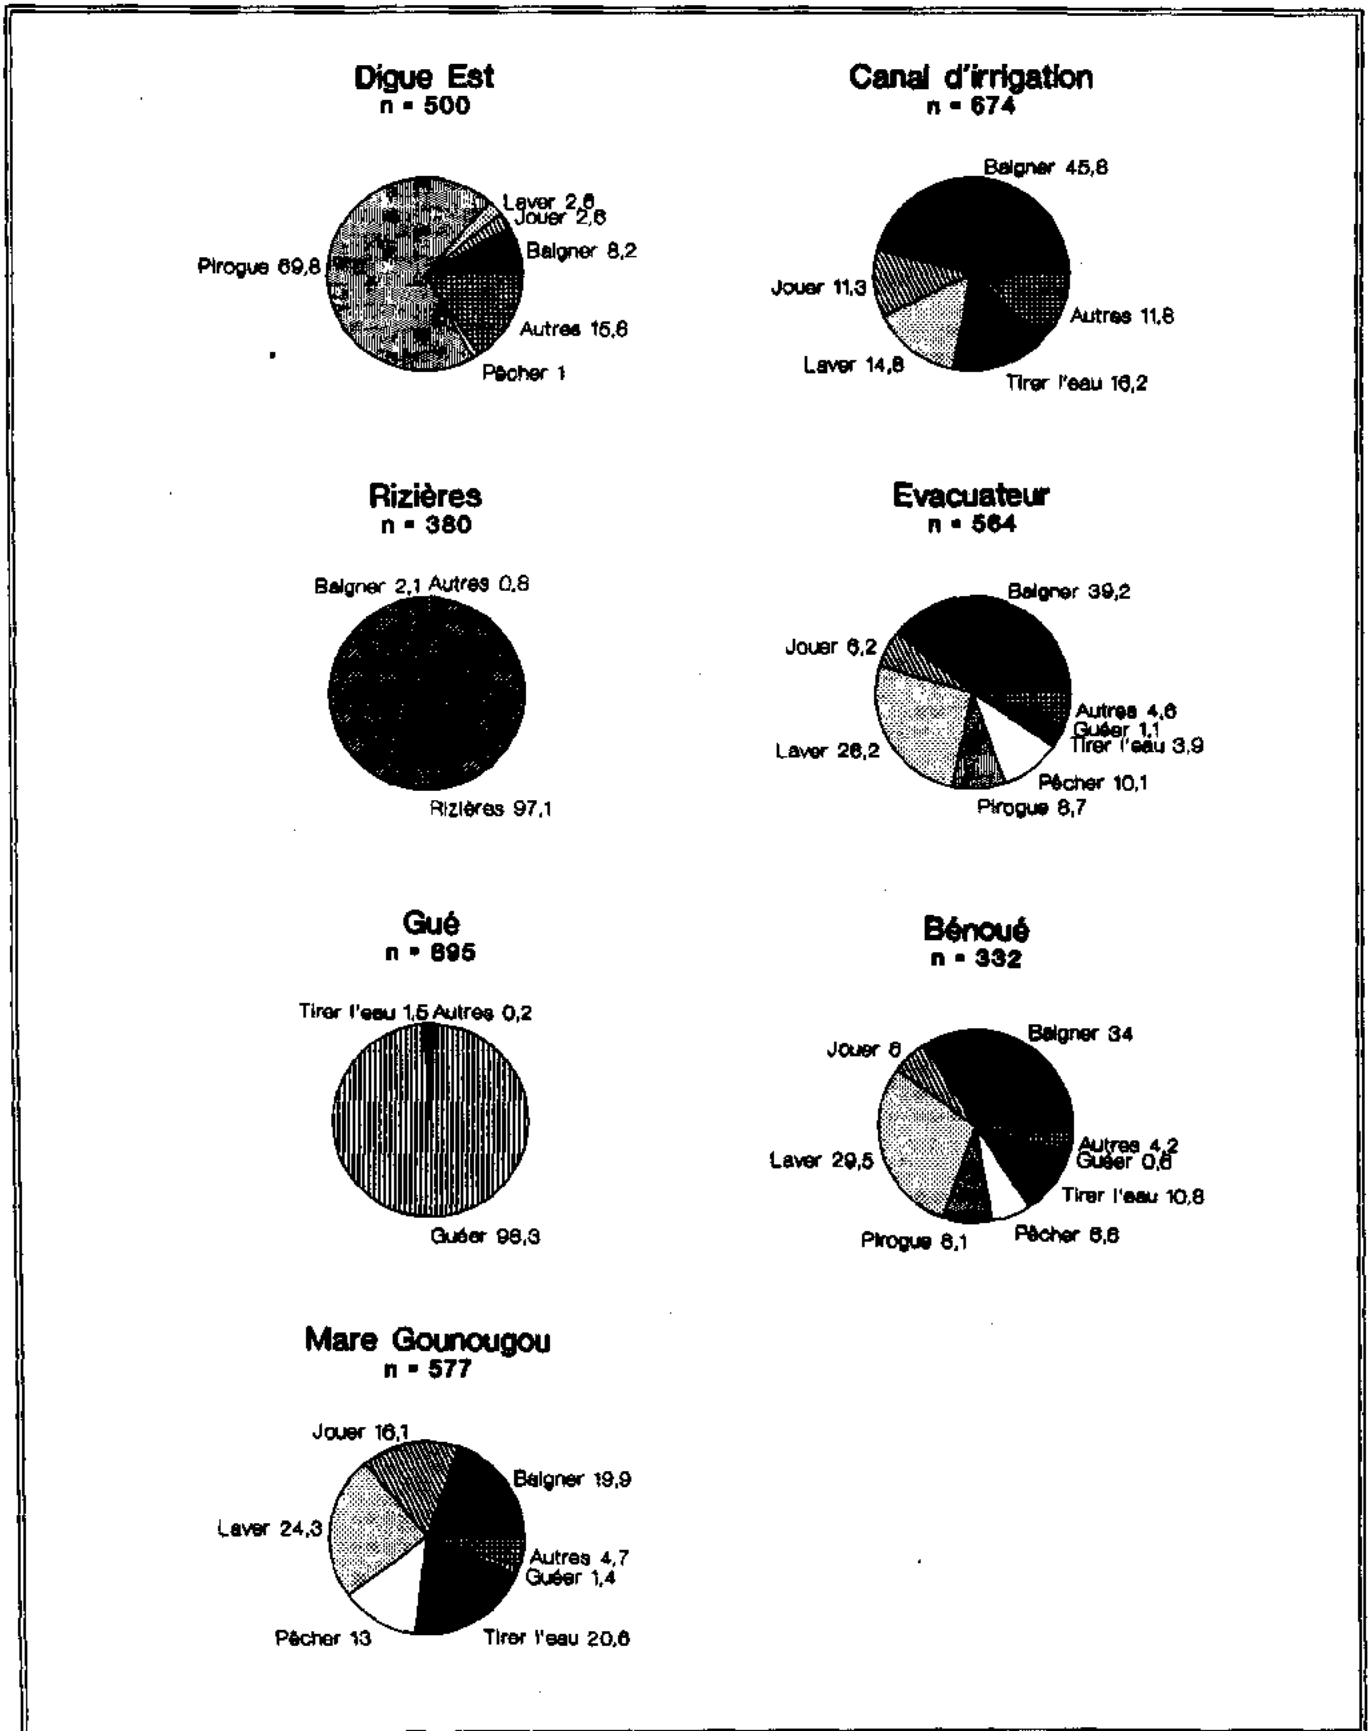 Digue Est
n = 500
Laver 2,6
Jouer 2,6
Baigner 8,2
Pirogue 69,8
Autres 15,8
Pêcher 1
Canal d'irrigation
n = 674
Baigner 45,8
Jouer 11,3
Autres 11,8
Laver 14,8
Tirer l'eau 16,2
Rizières
n = 380
Baigner 2,1 Autres 0,8
Rizières 97,1
Evacuateur
n = 564
Baigner 39,2
Jouer 6,2
Autres 4,6
Guéer 1,1
Tirer l'eau 3,9
Laver 26,2
Pêcher 10,1
Pirogue 8,7
Gué
n = 895
Tirer l'eau 1,5 Autres 0,2
Guéer 98,3
Bénoué
n = 332
Baigner 34
Jouer 6
Autres 4,2
Guéer 0,6
Laver 29,5
Tirer l'eau 10,8
Pirogue 8,1
Pêcher 6,6
Mare Gounougou
n = 577
Jouer 16,1
Baigner 19,9
Laver 24,3
Autres 4,7
Guéer 1,4
Pêcher 13
Tirer l'eau 20,6